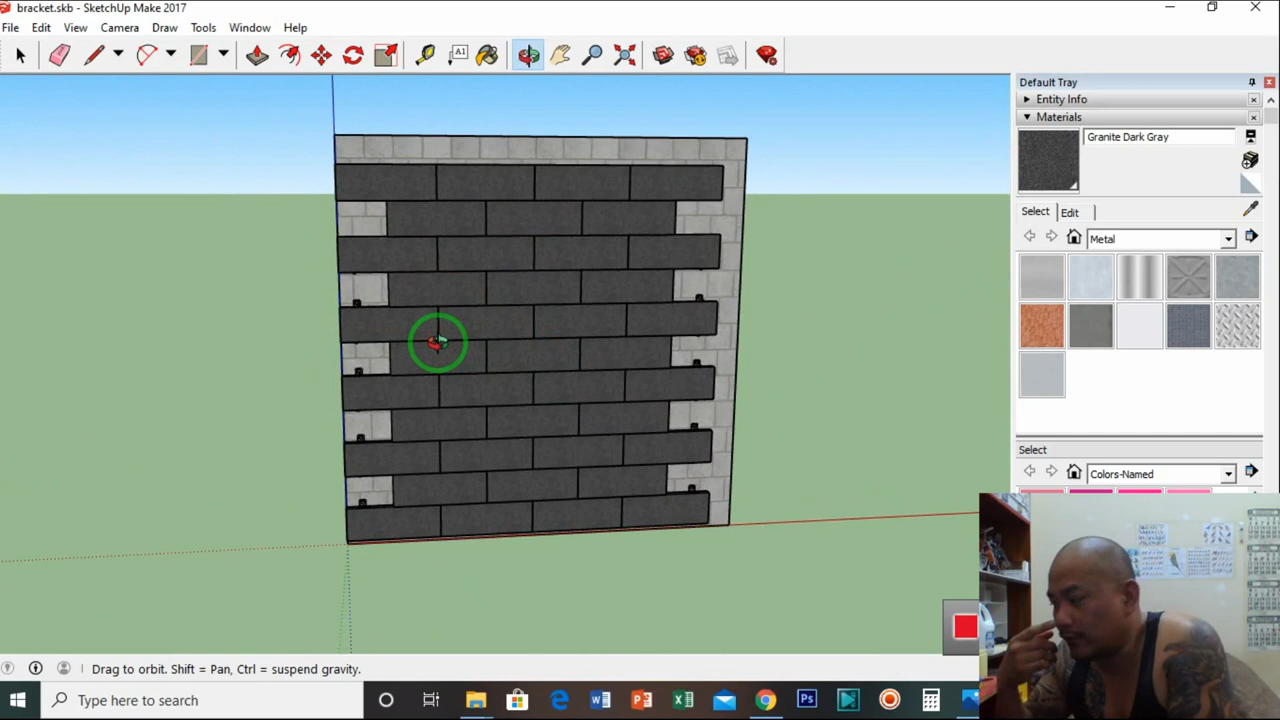 bracket.skb - SketchUp Make 2017
File Edit View Camera Draw Tools Window Help
A1
Default Tray
Entity Info
Materials
Granite Dark Gray
Select Edit
Metal
Select
Colors-Named
Drag to orbit. Shift = Pan, Ctrl = suspend gravity.
Type here to search